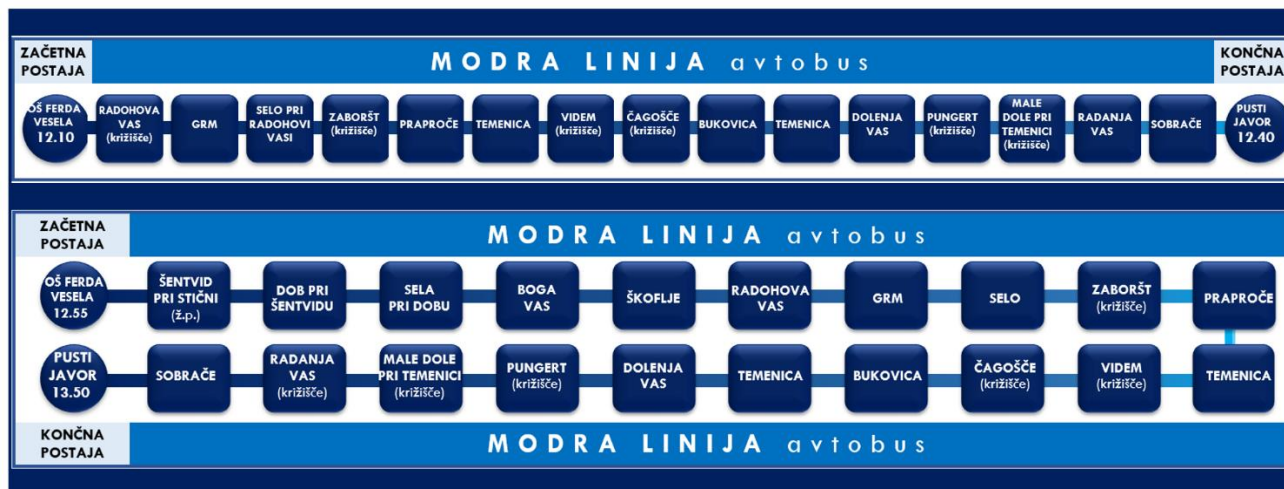 ZAČETNA
POSTAJA
MODRA LINIJA avtobus
KONČNA
POSTAJA
OŠ FERDA
VESELA
12.10
RADOHOVA
VAS
(križišče)
GRM
SELO PRI
RADOHOVI
VASI
ZABORŠT
(križišče)
PRAPROČE
TEMENICA
VIDEM
(križišče)
ČAGOŠČE
(križišče)
BUKOVICA
TEMENICA
DOLENJA
VAS
PUNGERT
(križišče)
MALE
DOLE PRI
TEMENICI
(križišče)
RADANJA
VAS
SOBRAČE
PUSTI
JAVOR
12.40
ZAČETNA
POSTAJA
MODRA LINIJA avtobus
OŠ FERDA
VESELA
12.55
ŠENTVID
PRI STIČNI
(ž.p.)
DOB PRI
ŠENTVIDU
SELA
PRI DOBU
BOGA
VAS
ŠKOFLJE
RADOHOVA
VAS
GRM
SELO
ZABORŠT
(križišče)
PRAPROČE
PUSTI
JAVOR
13.50
SOBRAČE
RADANJA
VAS
(križišče)
MALE DOLE
PRI TEMENICI
(križišče)
PUNGERT
(križišče)
DOLENJA
VAS
TEMENICA
BUKOVICA
ČAGOŠČE
(križišče)
VIDEM
(križišče)
TEMENICA
KONČNA
POSTAJA
MODRA LINIJA avtobus